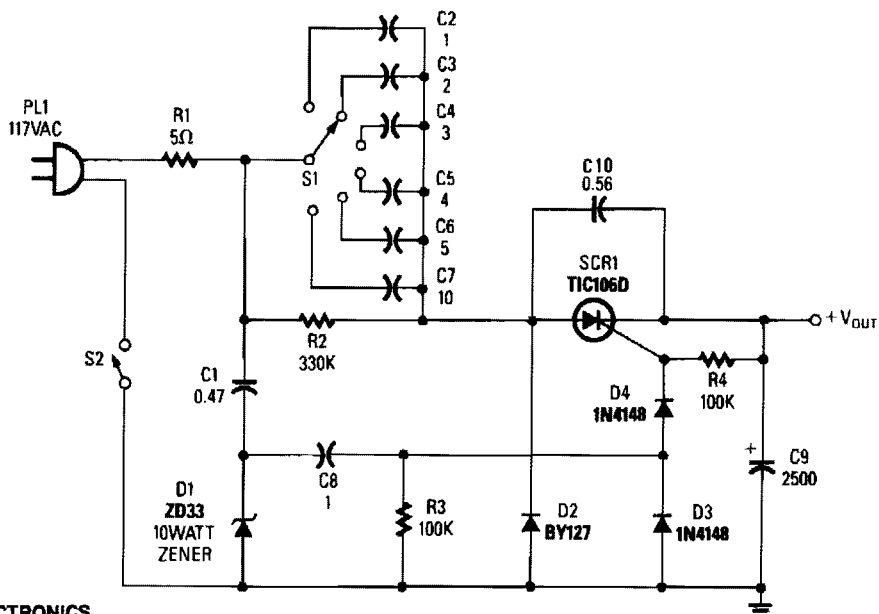 C2
1
C3
2
PL1
117VAC
R1
5Ω
C4
3
S1
C5
4
C10
0.56
C6
5
SCR1
TIC106D
C7
10
+VOUT
R2
330K
S2
R4
100K
C1
0.47
D4
1N4148
+
C9
2500
C8
1
D1
ZD33
10WATT
ZENER
R3
100K
D2
BY127
D3
1N4148
CTRONICS